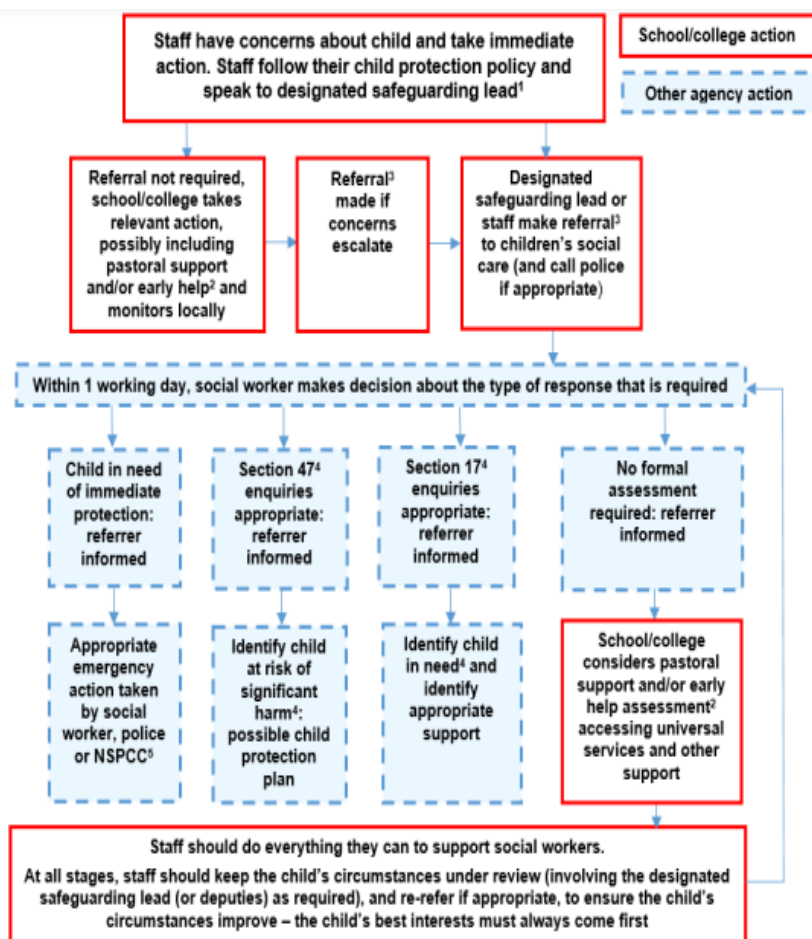 Staff have concerns about child and take immediate
action. Staff follow their child protection policy and
speak to designated safeguarding lead¹
School/college action
Other agency action
Referral not required,
school/college takes
relevant action,
possibly including
pastoral support
and/or early help² and
monitors locally
Referral³
made if
concerns
escalate
Designated
safeguarding lead or
staff make referral³
to children's social
care (and call police
if appropriate)
Within 1 working day, social worker makes decision about the type of response that is required
Child in need
of immediate
protection:
referrer
informed
Section 47⁴
enquiries
appropriate:
referrer
informed
Section 17⁴
enquiries
appropriate:
referrer
informed
No formal
assessment
required: referrer
informed
Appropriate
emergency
action taken
by social
worker, police
or NSPCC⁵
Identify child
at risk of
significant
harm⁴:
possible child
protection
plan
Identify child
in need⁴ and
identify
appropriate
support
School/college
considers pastoral
support and/or early
help assessment²
accessing universal
services and other
support
Staff should do everything they can to support social workers.
At all stages, staff should keep the child's circumstances under review (involving the designated
safeguarding lead (or deputies) as required), and re-refer if appropriate, to ensure the child's
circumstances improve – the child's best interests must always come first